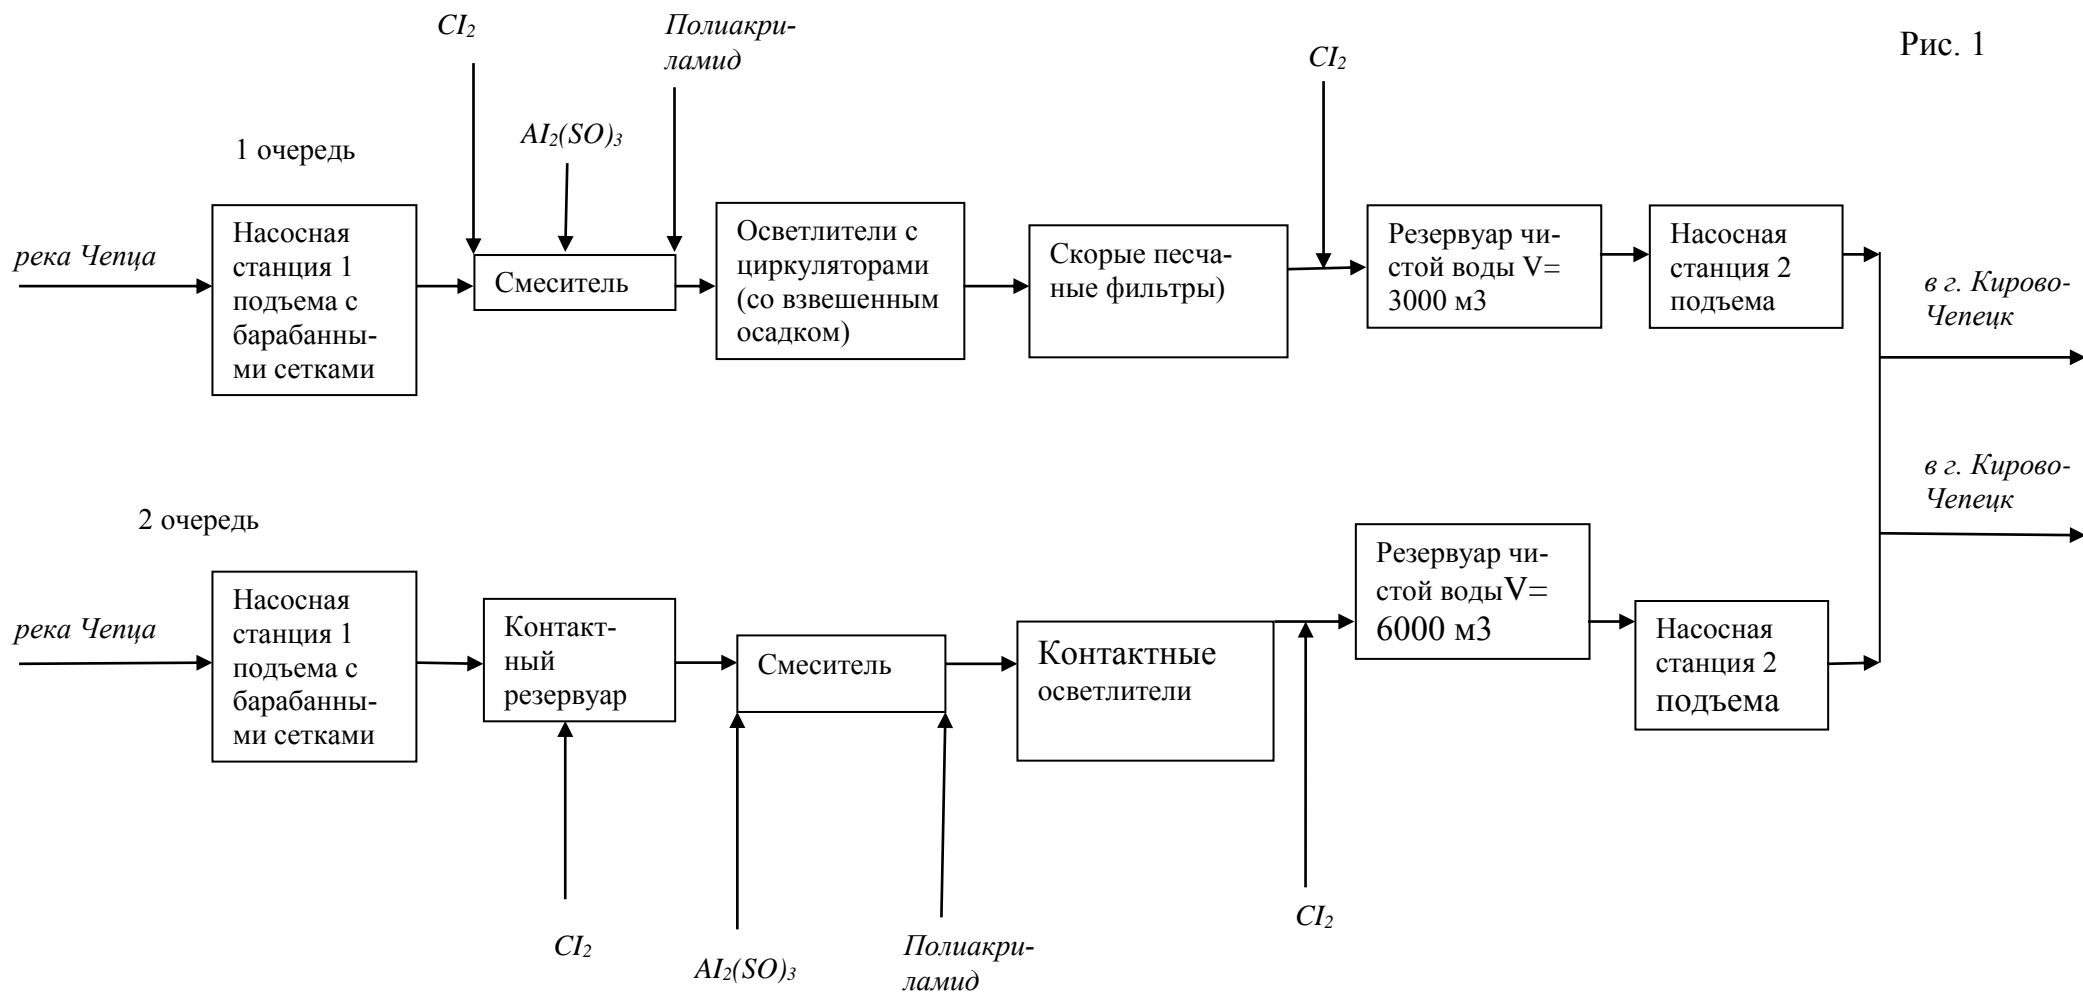 Рис. 1
CI2
Полиакри-
ламид
CI2
AI2(SO)3
1 очередь
река Чепца
Насосная
станция 1
подъема с
барабанны-
ми сетками
Смеситель
Осветлители с
циркуляторами
(со взвешенным
осадком)
Скорые песча-
ные фильтры)
Резервуар чи-
стой воды V=
3000 м3
Насосная
станция 2
подъема
в г. Кирово-
Чепецк
в г. Кирово-
Чепецк
2 очередь
река Чепца
Насосная
станция 1
подъема с
барабанны-
ми сетками
Контакт-
ный
резервуар
Смеситель
Контактные
осветлители
Резервуар чи-
стой водыV=
6000 м3
Насосная
станция 2
подъема
CI2
AI2(SO)3
Полиакри-
ламид
CI2